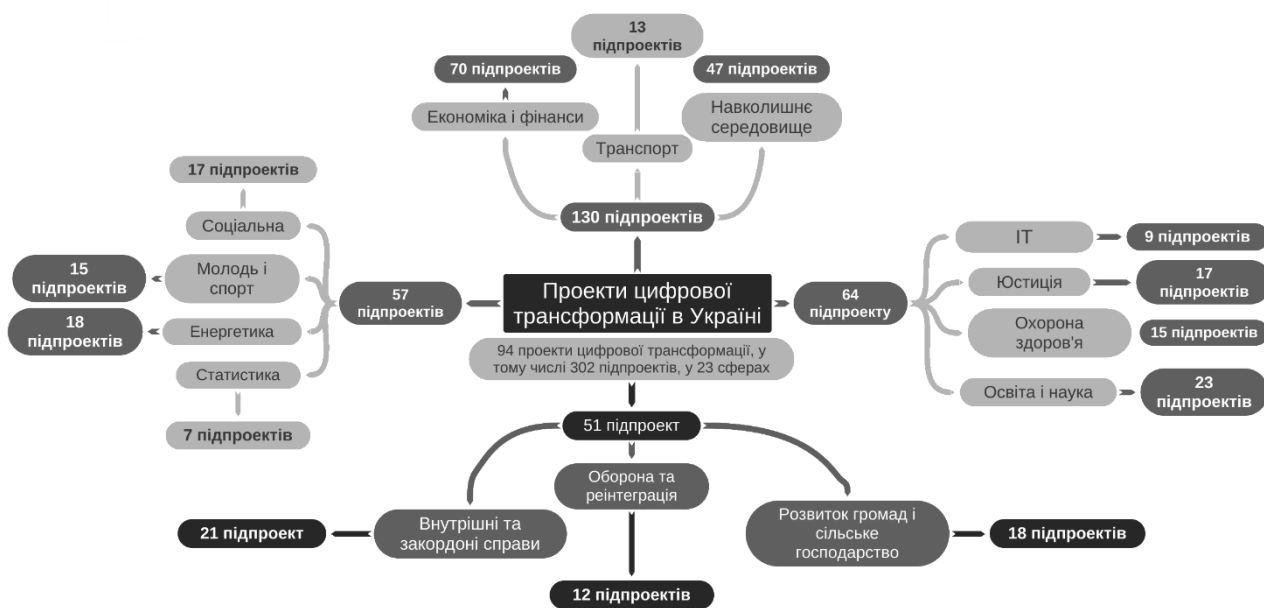 13
підпроектів
70 підпроектів
47 підпроектів
Економіка і фінанси
Навколишнє
середовище
Транспорт
130 підпроектів
17 підпроектів
Соціальна
15
підпроектів
Молодь і
спорт
18
підпроектів
Енергетика
Статистика
7 підпроектів
57
підпроектів
Проекти цифрової
трансформації в Україні
94 проекти цифрової трансформації, у
тому числі 302 підпроектів, у 23 сферах
64
підпроекту
ІТ
9 підпроектів
Юстиція
17
підпроектів
Охорона
здоров'я
15 підпроектів
Освіта і наука
23
підпроектів
51 підпроект
Оборона та
реінтеграція
21 підпроект
Внутрішні та
закордоні справи
Розвиток громад і
сільське
господарство
18 підпроектів
12 підпроектів